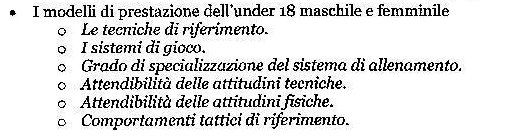 • I modelli di prestazione dell'under 18 maschile e femminile
o Le tecniche di riferimento.
o I sistemi di gioco.
o Grado di specializzazione del sistema di allenamento.
o Attendibilità delle attitudini tecniche.
o Attendibilità delle attitudini fisiche.
o Comportamenti tattici di riferimento.